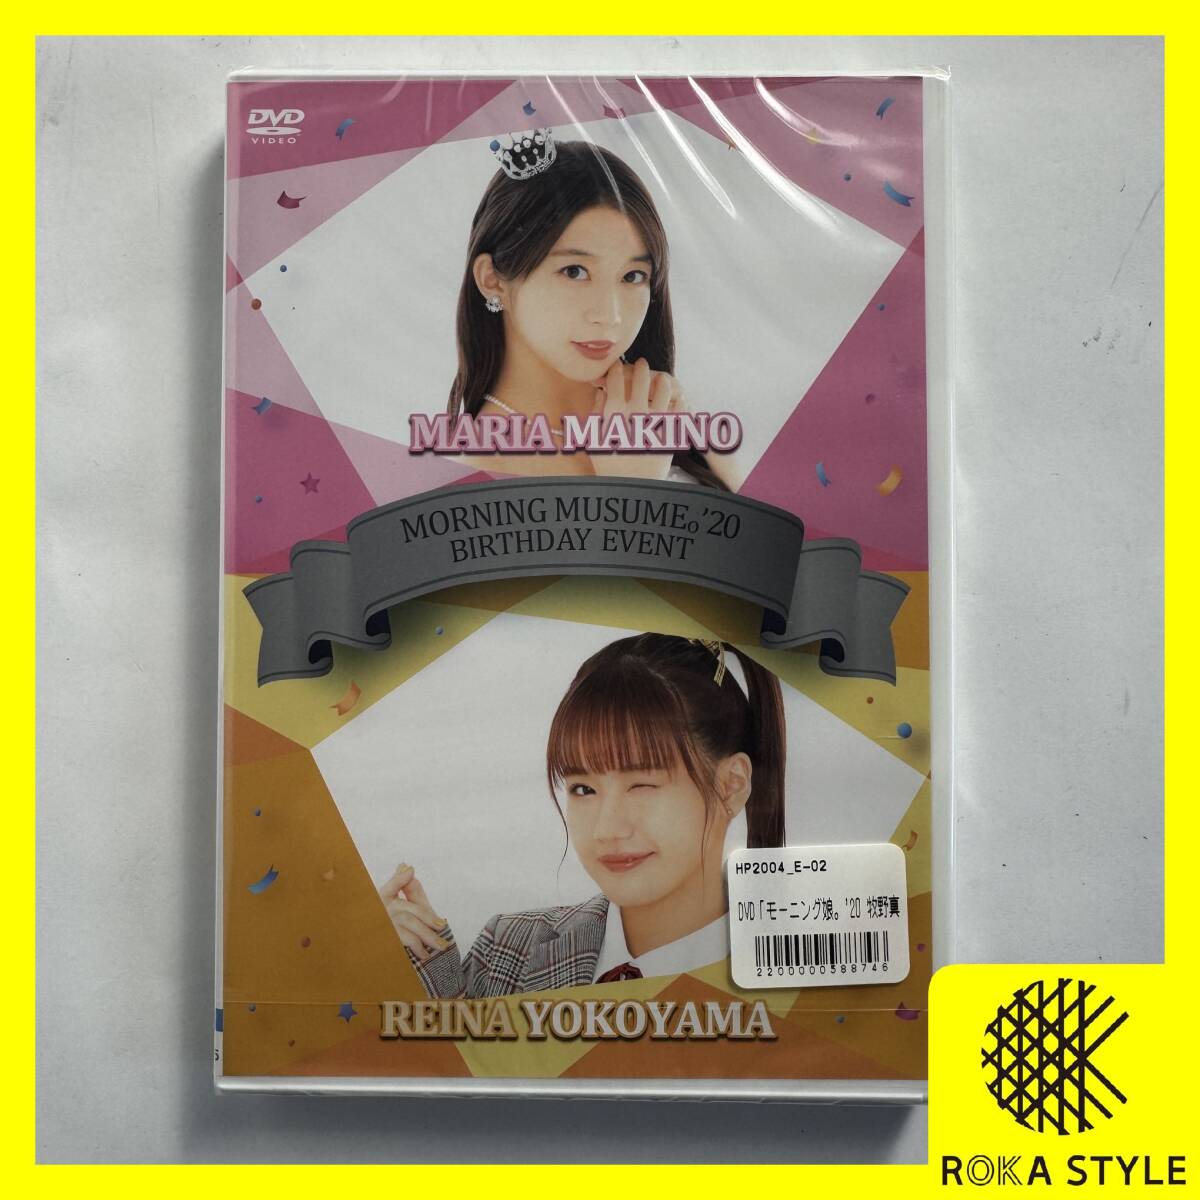 DVD
VIDEO
MARIA MAKINO
MORNING MUSUME。'20
BIRTHDAY EVENT
HP2004_E-02
DVD「モーニング娘。'20 牧野真
2200000588746
REINA YOKOYAMA
ROKA STYLE